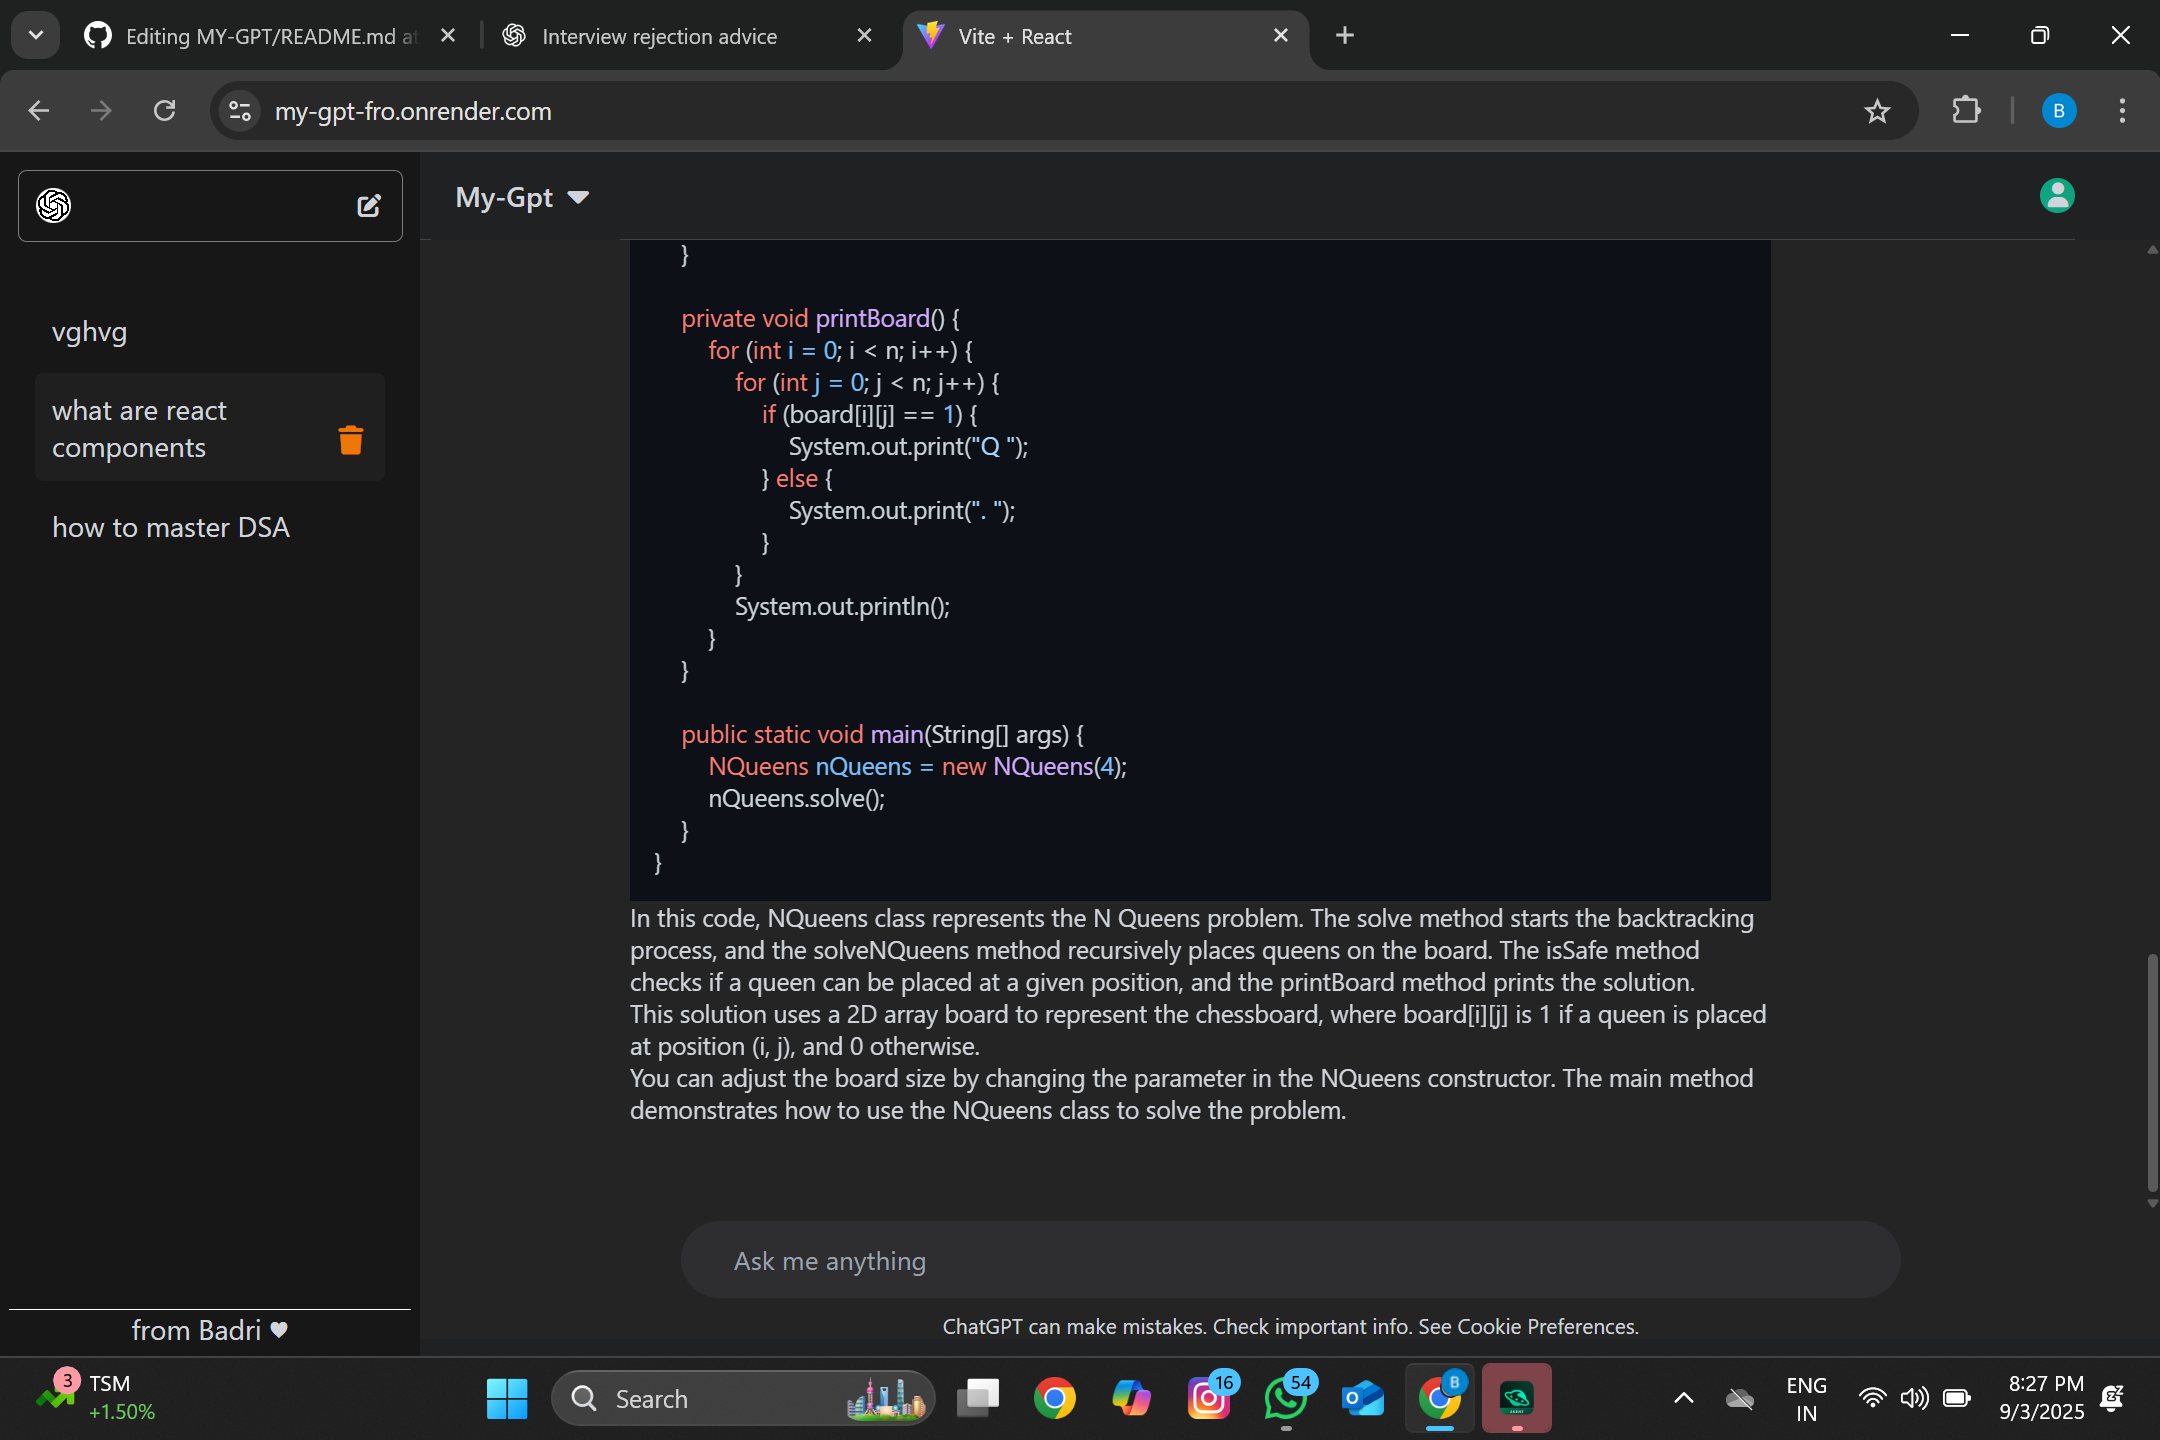 Editing MY-GPT/README.md at
Interview rejection advice
Vite + React
my-gpt-fro.onrender.com
B
My-Gpt
vghvg
what are react
components
how to master DSA
from Badri ♥
}
private void printBoard() {
for (int i = 0; i < n; i++) {
for (int j = 0; j < n; j++) {
if (board[i][j] == 1) {
System.out.print("Q ");
} else {
System.out.print(". ");
}
}
System.out.println();
}
}
public static void main(String[] args) {
NQueens nQueens = new NQueens(4);
nQueens.solve();
}
}
In this code, NQueens class represents the N Queens problem. The solve method starts the backtracking
process, and the solveNQueens method recursively places queens on the board. The isSafe method
checks if a queen can be placed at a given position, and the printBoard method prints the solution.
This solution uses a 2D array board to represent the chessboard, where board[i][j] is 1 if a queen is placed
at position (i, j), and 0 otherwise.
You can adjust the board size by changing the parameter in the NQueens constructor. The main method
demonstrates how to use the NQueens class to solve the problem.
Ask me anything
ChatGPT can make mistakes. Check important info. See Cookie Preferences.
3
TSM
+1.50%
Search
16
54
B
ENG
IN
8:27 PM
9/3/2025